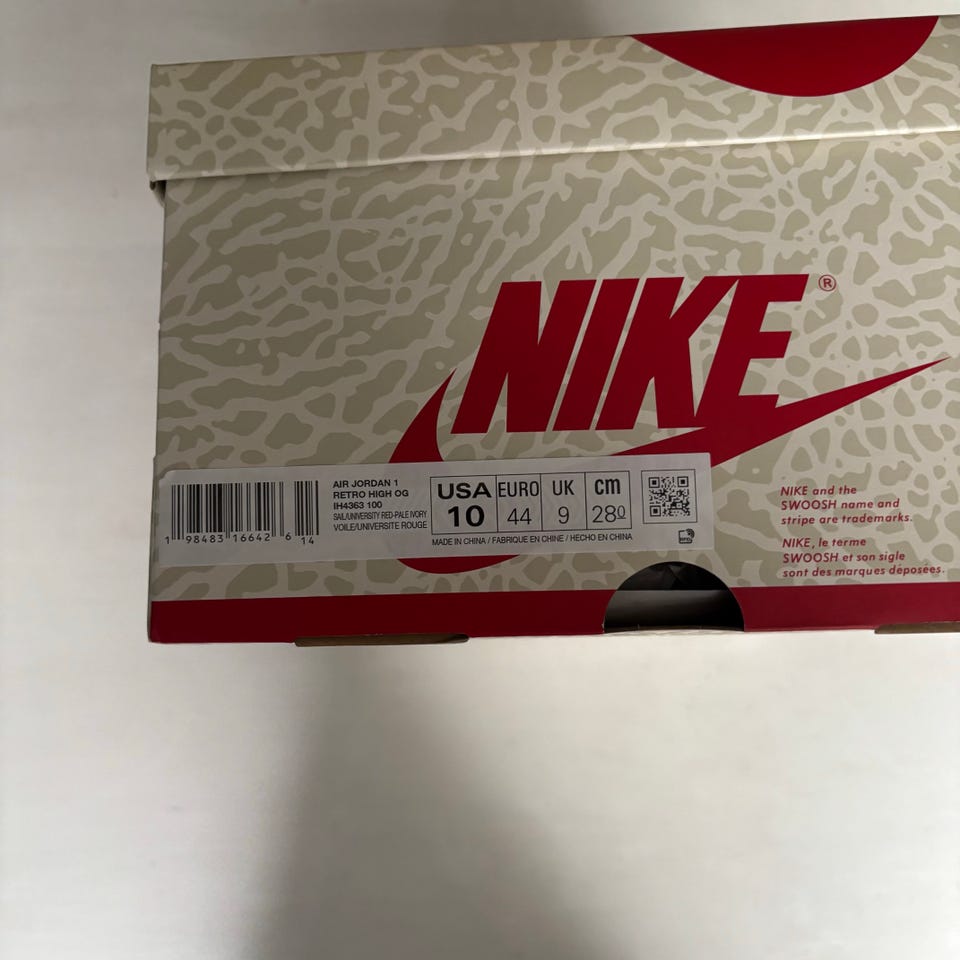 NIKE®
AIR JORDAN 1
RETRO HIGH OG
IH4363 100
SAIL/UNIVERSITY RED-PALE IVORY
VOILE/UNIVERSITE ROUGE
1 98483 16642 6 14
USA EURO UK cm
10 44 9 280
MADE IN CHINA / FABRIQUE EN CHINE / HECHO EN CHINA
NIKE and the
SWOOSH name and
stripe are trademarks.
NIKE, le terme
SWOOSH et son sigle
sont des marques déposées.